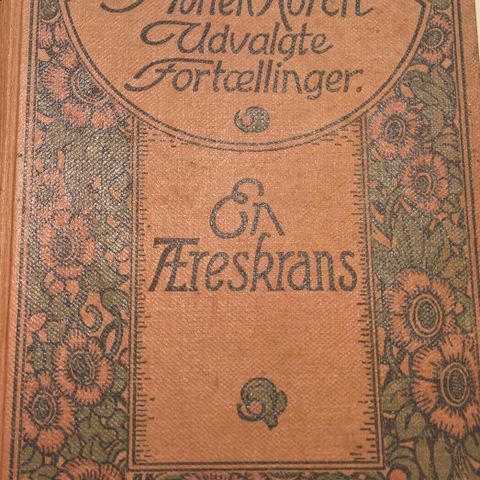 Udvalgte
Fortællinger.
En
Æreskrans